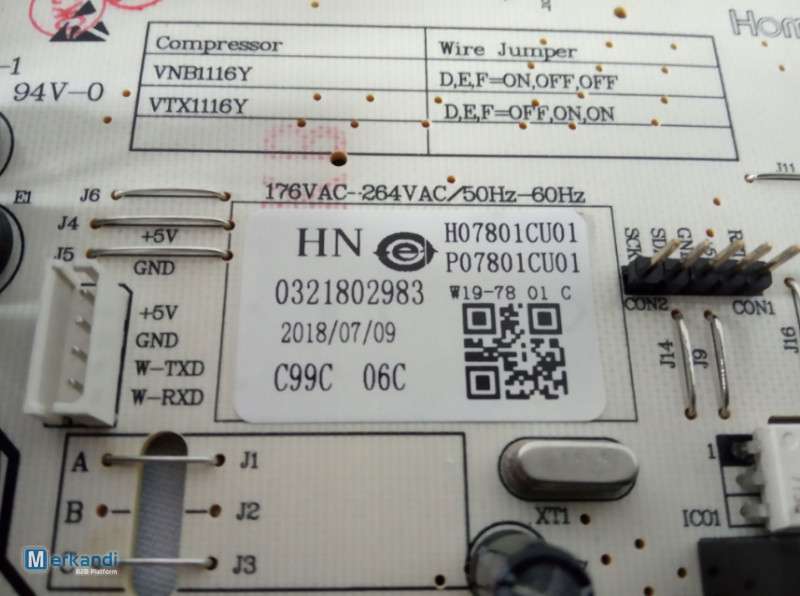 Hom
Compressor Wire Jumper
VNB1116Y D,E,F=ON,OFF,OFF
VTX1116Y D,E,F=OFF,ON,ON
-1
94V-0
E1
J6
176VAC--264VAC/50Hz-60Hz
J11
J4
+5V
J5
GND
HN e H07801CU01
P07801CU01
0321802983 W19-78 01 C
2018/07/09
C99C 06C
SCK
CON2
CON1
+5V
GND
W-TXD
W-RXD
J14
J9
J16
A J1
B J2
J3
XT1
1
IC01
Merkandi
B2B Platform